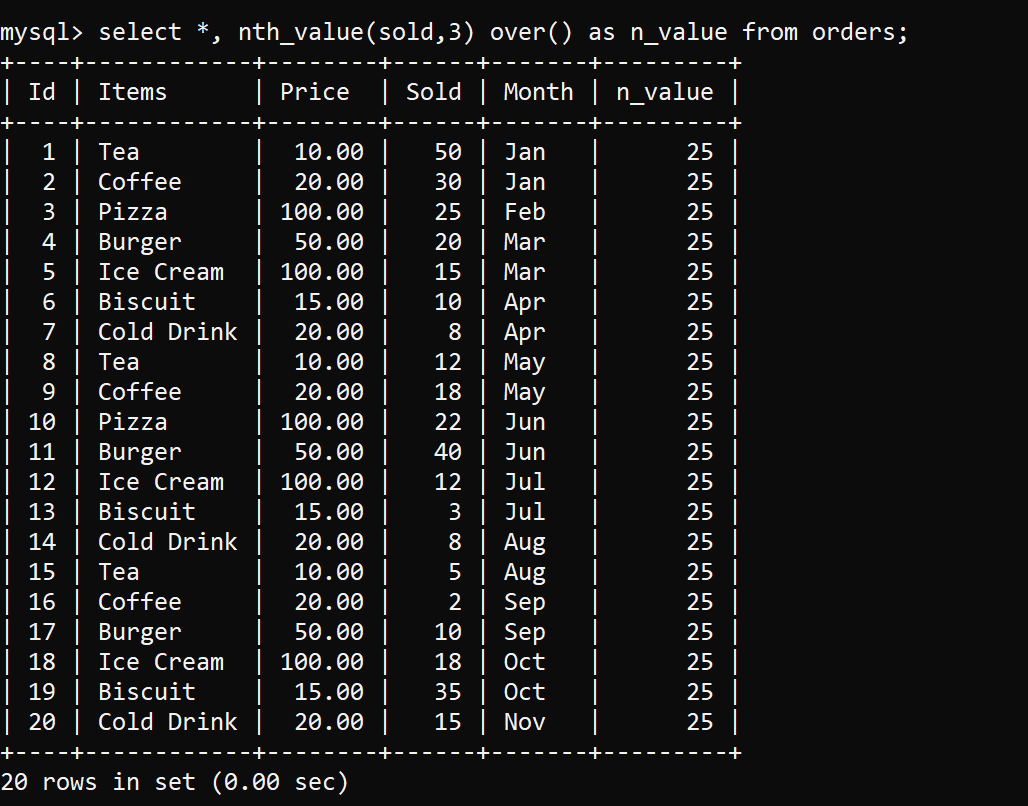 mysql> select *, nth_value(sold,3) over() as n_value from orders;
+----+------------+--------+------+-------+---------+
| Id | Items      | Price  | Sold | Month | n_value |
+----+------------+--------+------+-------+---------+
|  1 | Tea        |  10.00 |   50 | Jan   |      25 |
|  2 | Coffee     |  20.00 |   30 | Jan   |      25 |
|  3 | Pizza      | 100.00 |   25 | Feb   |      25 |
|  4 | Burger     |  50.00 |   20 | Mar   |      25 |
|  5 | Ice Cream  | 100.00 |   15 | Mar   |      25 |
|  6 | Biscuit    |  15.00 |   10 | Apr   |      25 |
|  7 | Cold Drink |  20.00 |    8 | Apr   |      25 |
|  8 | Tea        |  10.00 |   12 | May   |      25 |
|  9 | Coffee     |  20.00 |   18 | May   |      25 |
| 10 | Pizza      | 100.00 |   22 | Jun   |      25 |
| 11 | Burger     |  50.00 |   40 | Jun   |      25 |
| 12 | Ice Cream  | 100.00 |   12 | Jul   |      25 |
| 13 | Biscuit    |  15.00 |    3 | Jul   |      25 |
| 14 | Cold Drink |  20.00 |    8 | Aug   |      25 |
| 15 | Tea        |  10.00 |    5 | Aug   |      25 |
| 16 | Coffee     |  20.00 |    2 | Sep   |      25 |
| 17 | Burger     |  50.00 |   10 | Sep   |      25 |
| 18 | Ice Cream  | 100.00 |   18 | Oct   |      25 |
| 19 | Biscuit    |  15.00 |   35 | Oct   |      25 |
| 20 | Cold Drink |  20.00 |   15 | Nov   |      25 |
+----+------------+--------+------+-------+---------+
20 rows in set (0.00 sec)